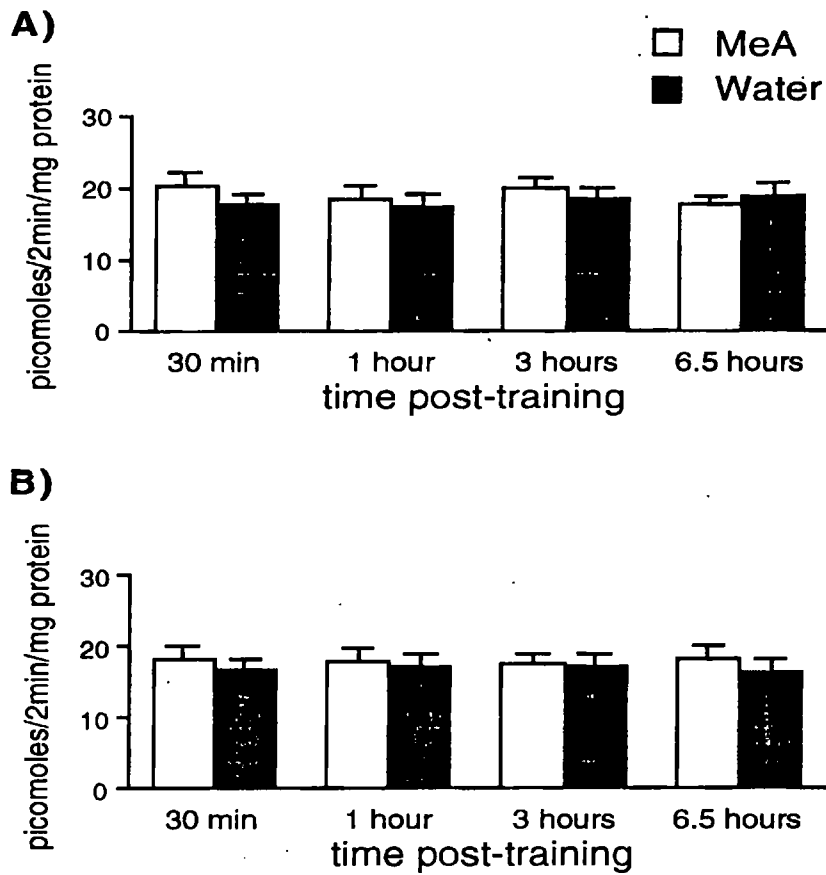 A)
MeA
Water
picomoles/2min/mg protein
30
20
10
0
30 min 1 hour 3 hours 6.5 hours
time post-training
B)
picomoles/2min/mg protein
30
20
10
0
30 min 1 hour 3 hours 6.5 hours
time post-training